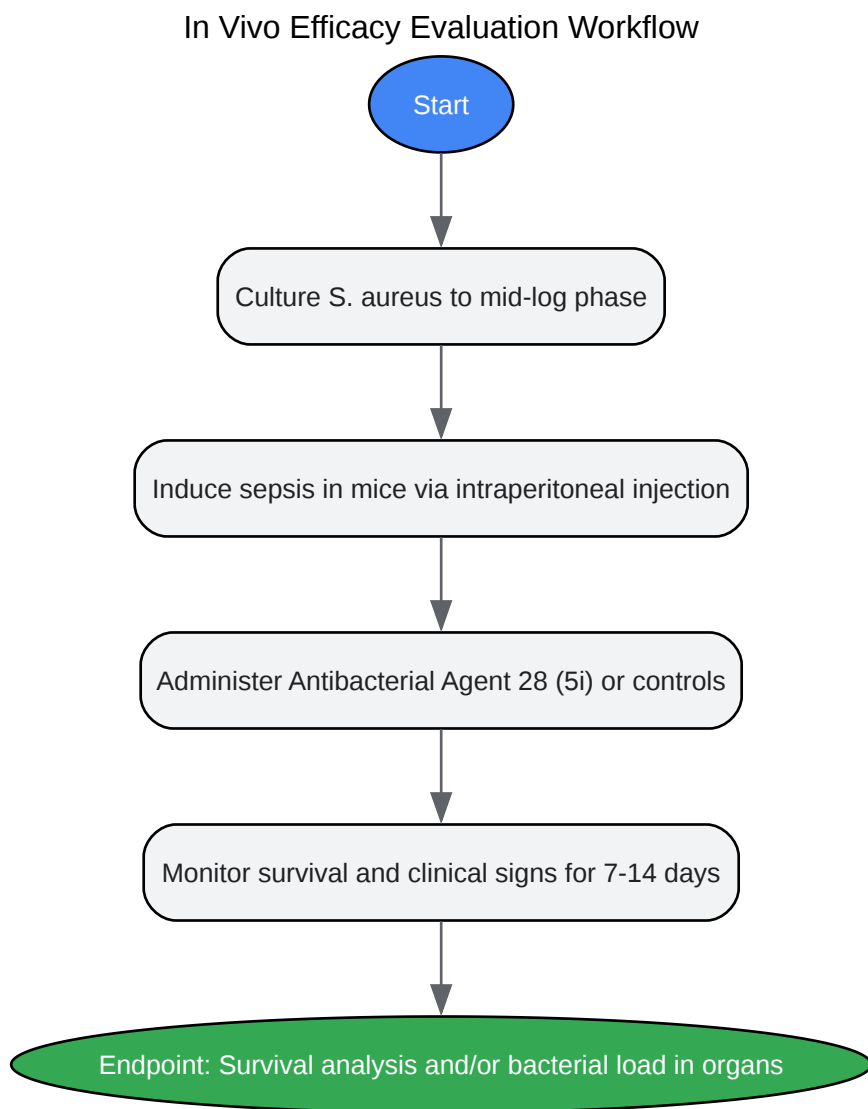 In Vivo Efficacy Evaluation Workflow
Start
Culture S. aureus to mid-log phase
Induce sepsis in mice via intraperitoneal injection
Administer Antibacterial Agent 28 (5i) or controls
Monitor survival and clinical signs for 7-14 days
Endpoint: Survival analysis and/or bacterial load in organs